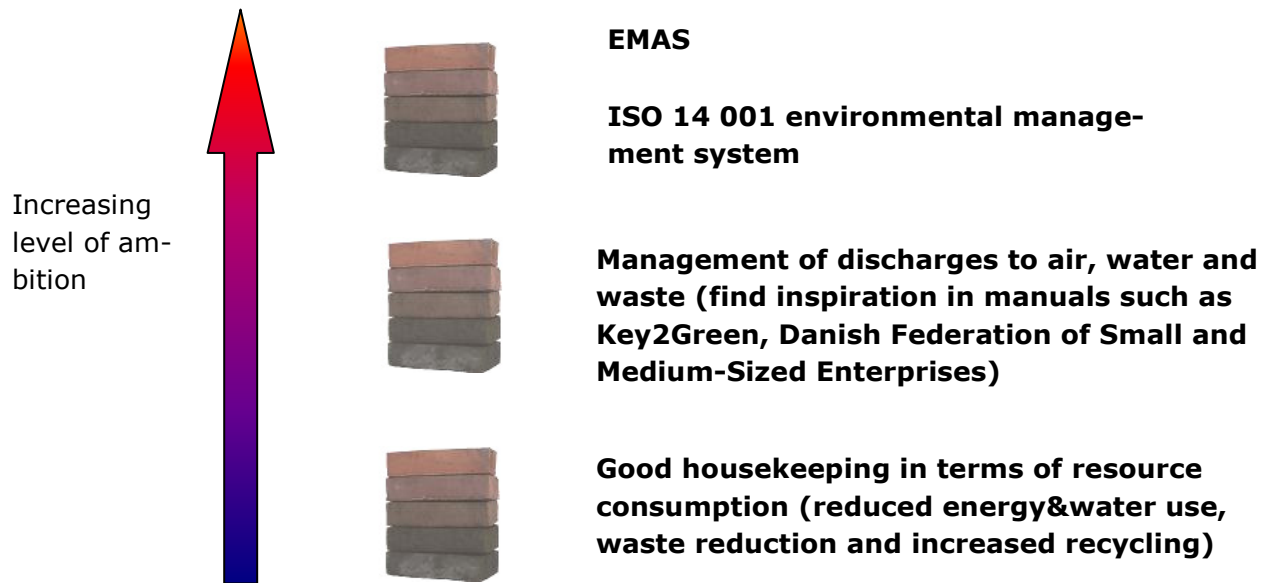 EMAS
ISO 14 001 environmental manage-
ment system
Increasing
level of am-
bition
Management of discharges to air, water and
waste (find inspiration in manuals such as
Key2Green, Danish Federation of Small and
Medium-Sized Enterprises)
Good housekeeping in terms of resource
consumption (reduced energy&water use,
waste reduction and increased recycling)